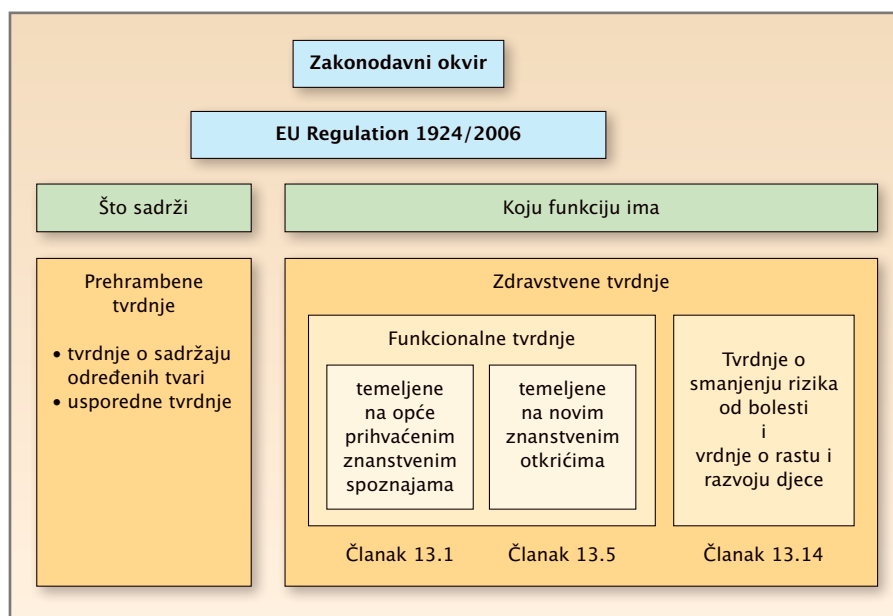 Zakonodavni okvir
EU Regulation 1924/2006
Što sadrži
Koju funkciju ima
Prehrambene
tvrdnje
• tvrdnje o sadržaju
određenih tvari
• usporedne tvrdnje
Zdravstvene tvrdnje
Funkcionalne tvrdnje
temeljene
na opće
prihvaćenim
znanstvenim
spoznajama
temeljene
na novim
znanstvenim
otkrićima
Tvrdnje o
smanjenju rizika
od bolesti
i
vrdnje o rastu i
razvoju djece
Članak 13.1
Članak 13.5
Članak 13.14